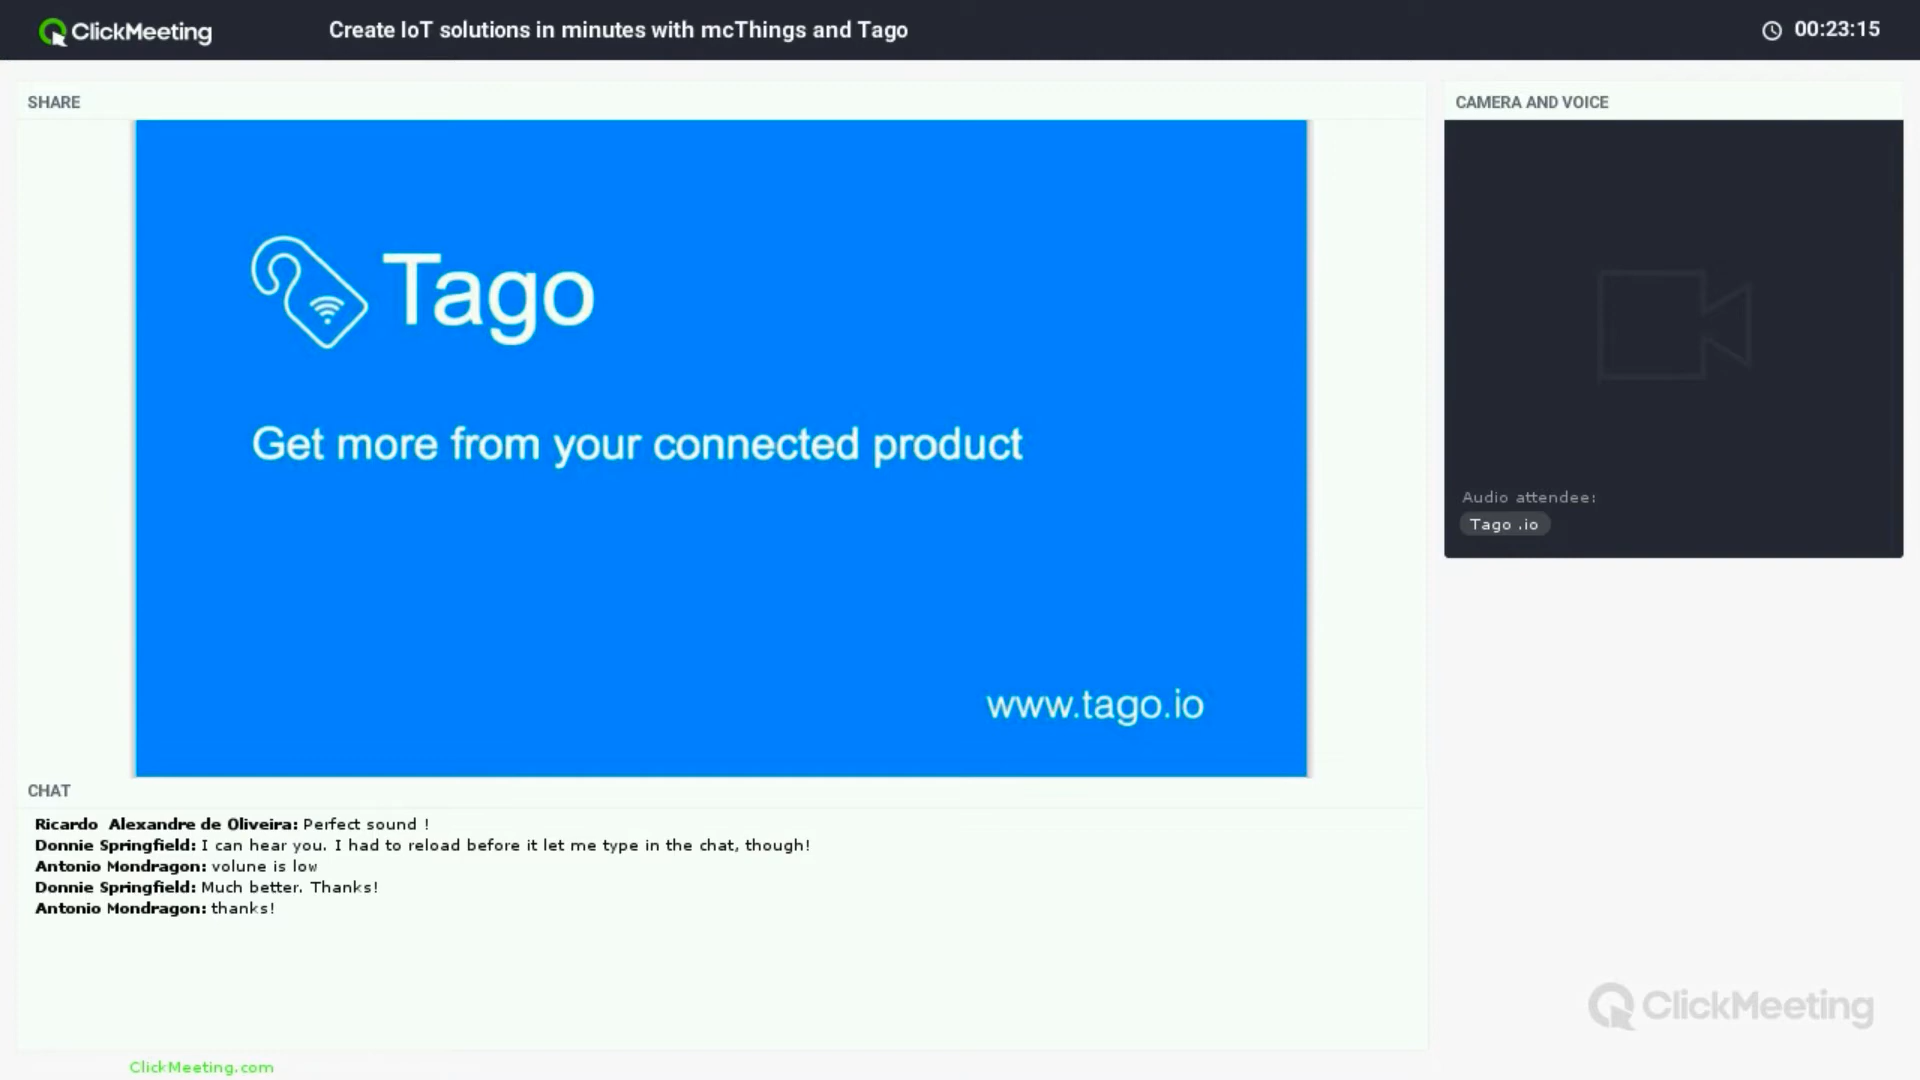 ClickMeeting
Create IoT solutions in minutes with mcThings and Tago
00:23:15
SHARE
Tago
Get more from your connected product
www.tago.io
CAMERA AND VOICE
Audio attendee:
Tago .io
CHAT
Ricardo Alexandre de Oliveira: Perfect sound !
Donnie Springfield: I can hear you. I had to reload before it let me type in the chat, though!
Antonio Mondragon: volune is low
Donnie Springfield: Much better. Thanks!
Antonio Mondragon: thanks!
ClickMeeting
ClickMeeting.com